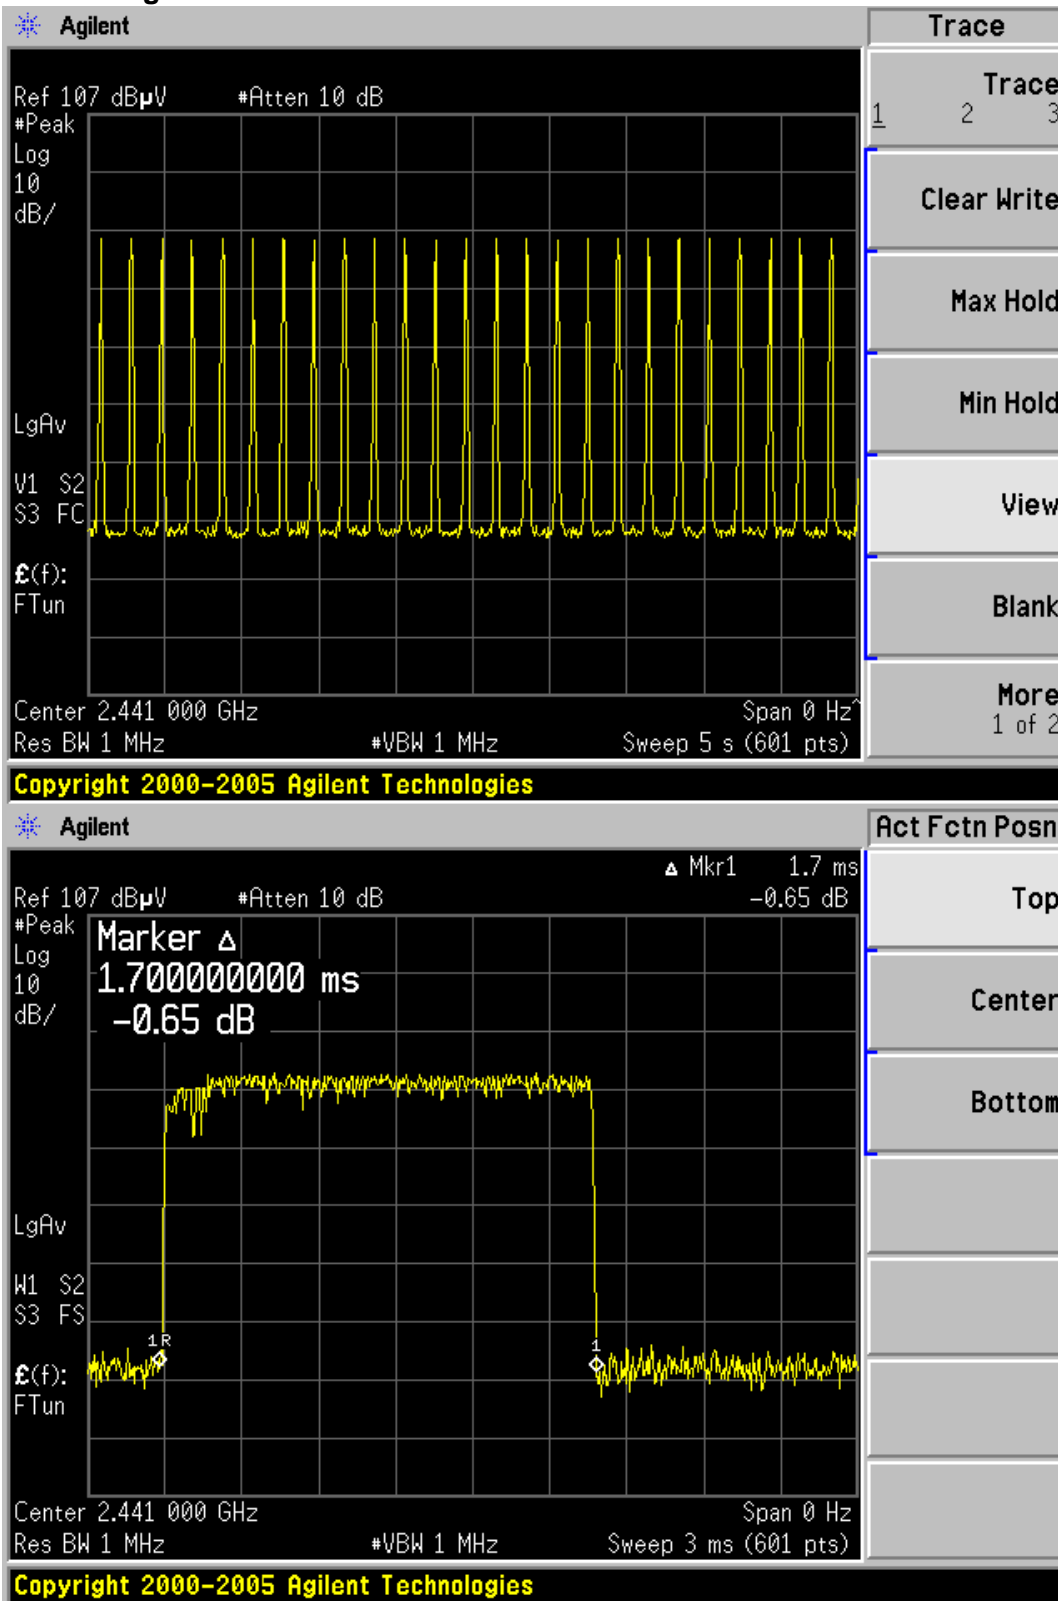 Agilent
Trace
Ref 107 dBµV #Atten 10 dB
#Peak
Log
10
dB/
LgAv
V1 S2
S3 FC
£(f):
FTun
Center 2.441 000 GHz Span 0 Hz^
Res BW 1 MHz #VBW 1 MHz Sweep 5 s (601 pts)
Trace
1 2 3
Clear Write
Max Hold
Min Hold
View
Blank
More
1 of 2
Copyright 2000-2005 Agilent Technologies
Agilent
Act Fctn Posn
Δ Mkr1 1.7 ms
Ref 107 dBµV #Atten 10 dB -0.65 dB
#Peak
Log
10
dB/
Marker Δ
1.700000000 ms
-0.65 dB
LgAv
W1 S2
S3 FS
£(f):
FTun
1R
1
Center 2.441 000 GHz Span 0 Hz
Res BW 1 MHz #VBW 1 MHz Sweep 3 ms (601 pts)
Top
Center
Bottom
Copyright 2000-2005 Agilent Technologies